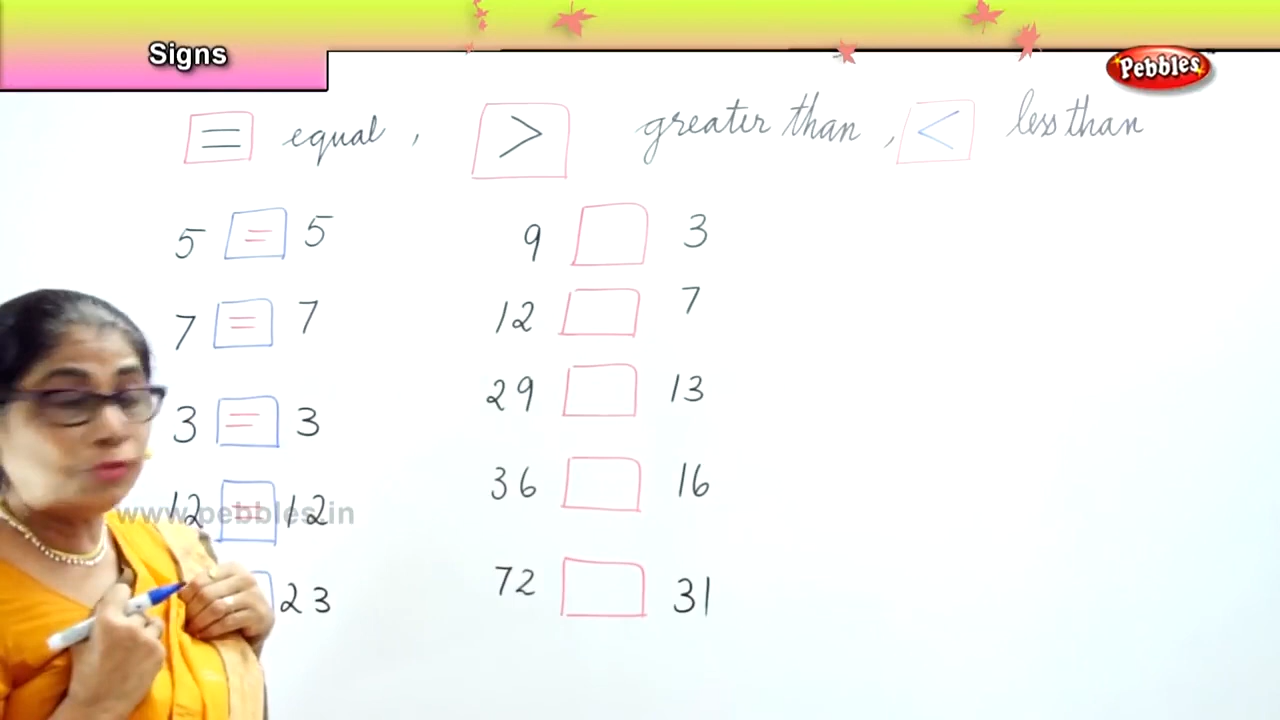 Signs
Pebbles
= equal , > greater than , < less than
5 = 5 9 3
7 = 7 12 7
3 = 3 29 13
12 = 12 36 16
www.pebbles.in
23 72 31